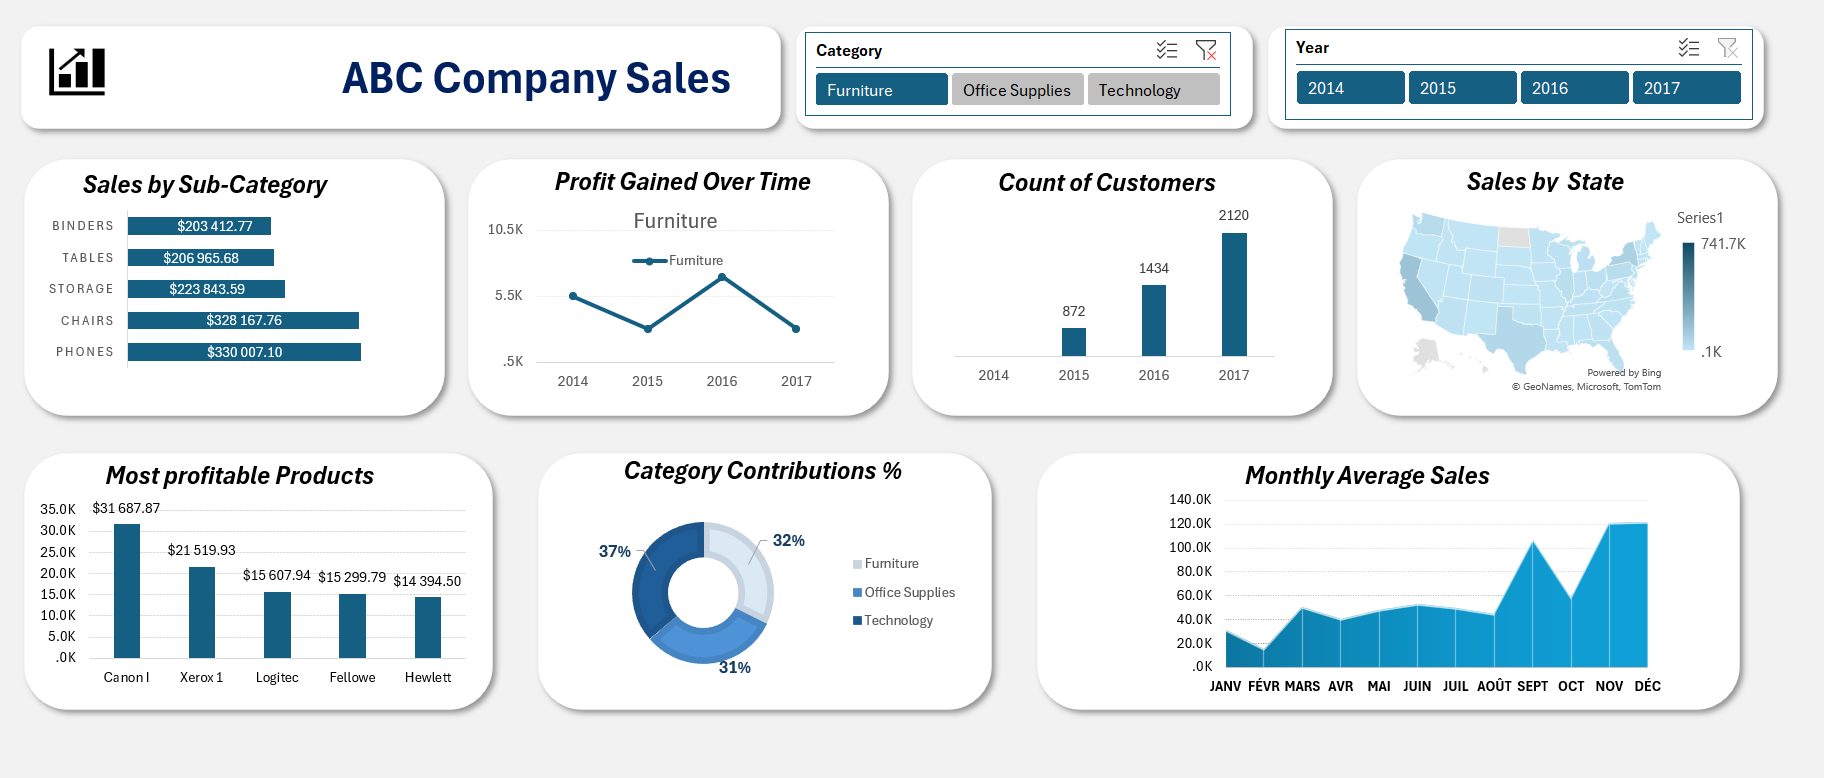 ABC Company Sales
Category
Furniture
Office Supplies
Technology
Year
2014
2015
2016
2017
Sales by Sub-Category
BINDERS
$203 412.77
TABLES
$206 965.68
STORAGE
$223 843.59
CHAIRS
$328 167.76
PHONES
$330 007.10
Profit Gained Over Time
Furniture
10.5K
Furniture
5.5K
.5K
2014
2015
2016
2017
Count of Customers
2120
1434
872
2014
2015
2016
2017
Sales by State
Series1
741.7K
.1K
Powered by Bing
© GeoNames, Microsoft, TomTom
Most profitable Products
35.0K
30.0K
25.0K
20.0K
15.0K
10.0K
5.0K
.0K
$31 687.87
$21 519.93
$15 607.94
$15 299.79
$14 394.50
Canon I
Xerox 1
Logitec
Fellowe
Hewlett
Category Contributions %
37%
32%
31%
Furniture
Office Supplies
Technology
Monthly Average Sales
140.0K
120.0K
100.0K
80.0K
60.0K
40.0K
20.0K
.0K
JANV
FÉVR
MARS
AVR
MAI
JUIN
JUIL
AOÛT
SEPT
OCT
NOV
DÉC